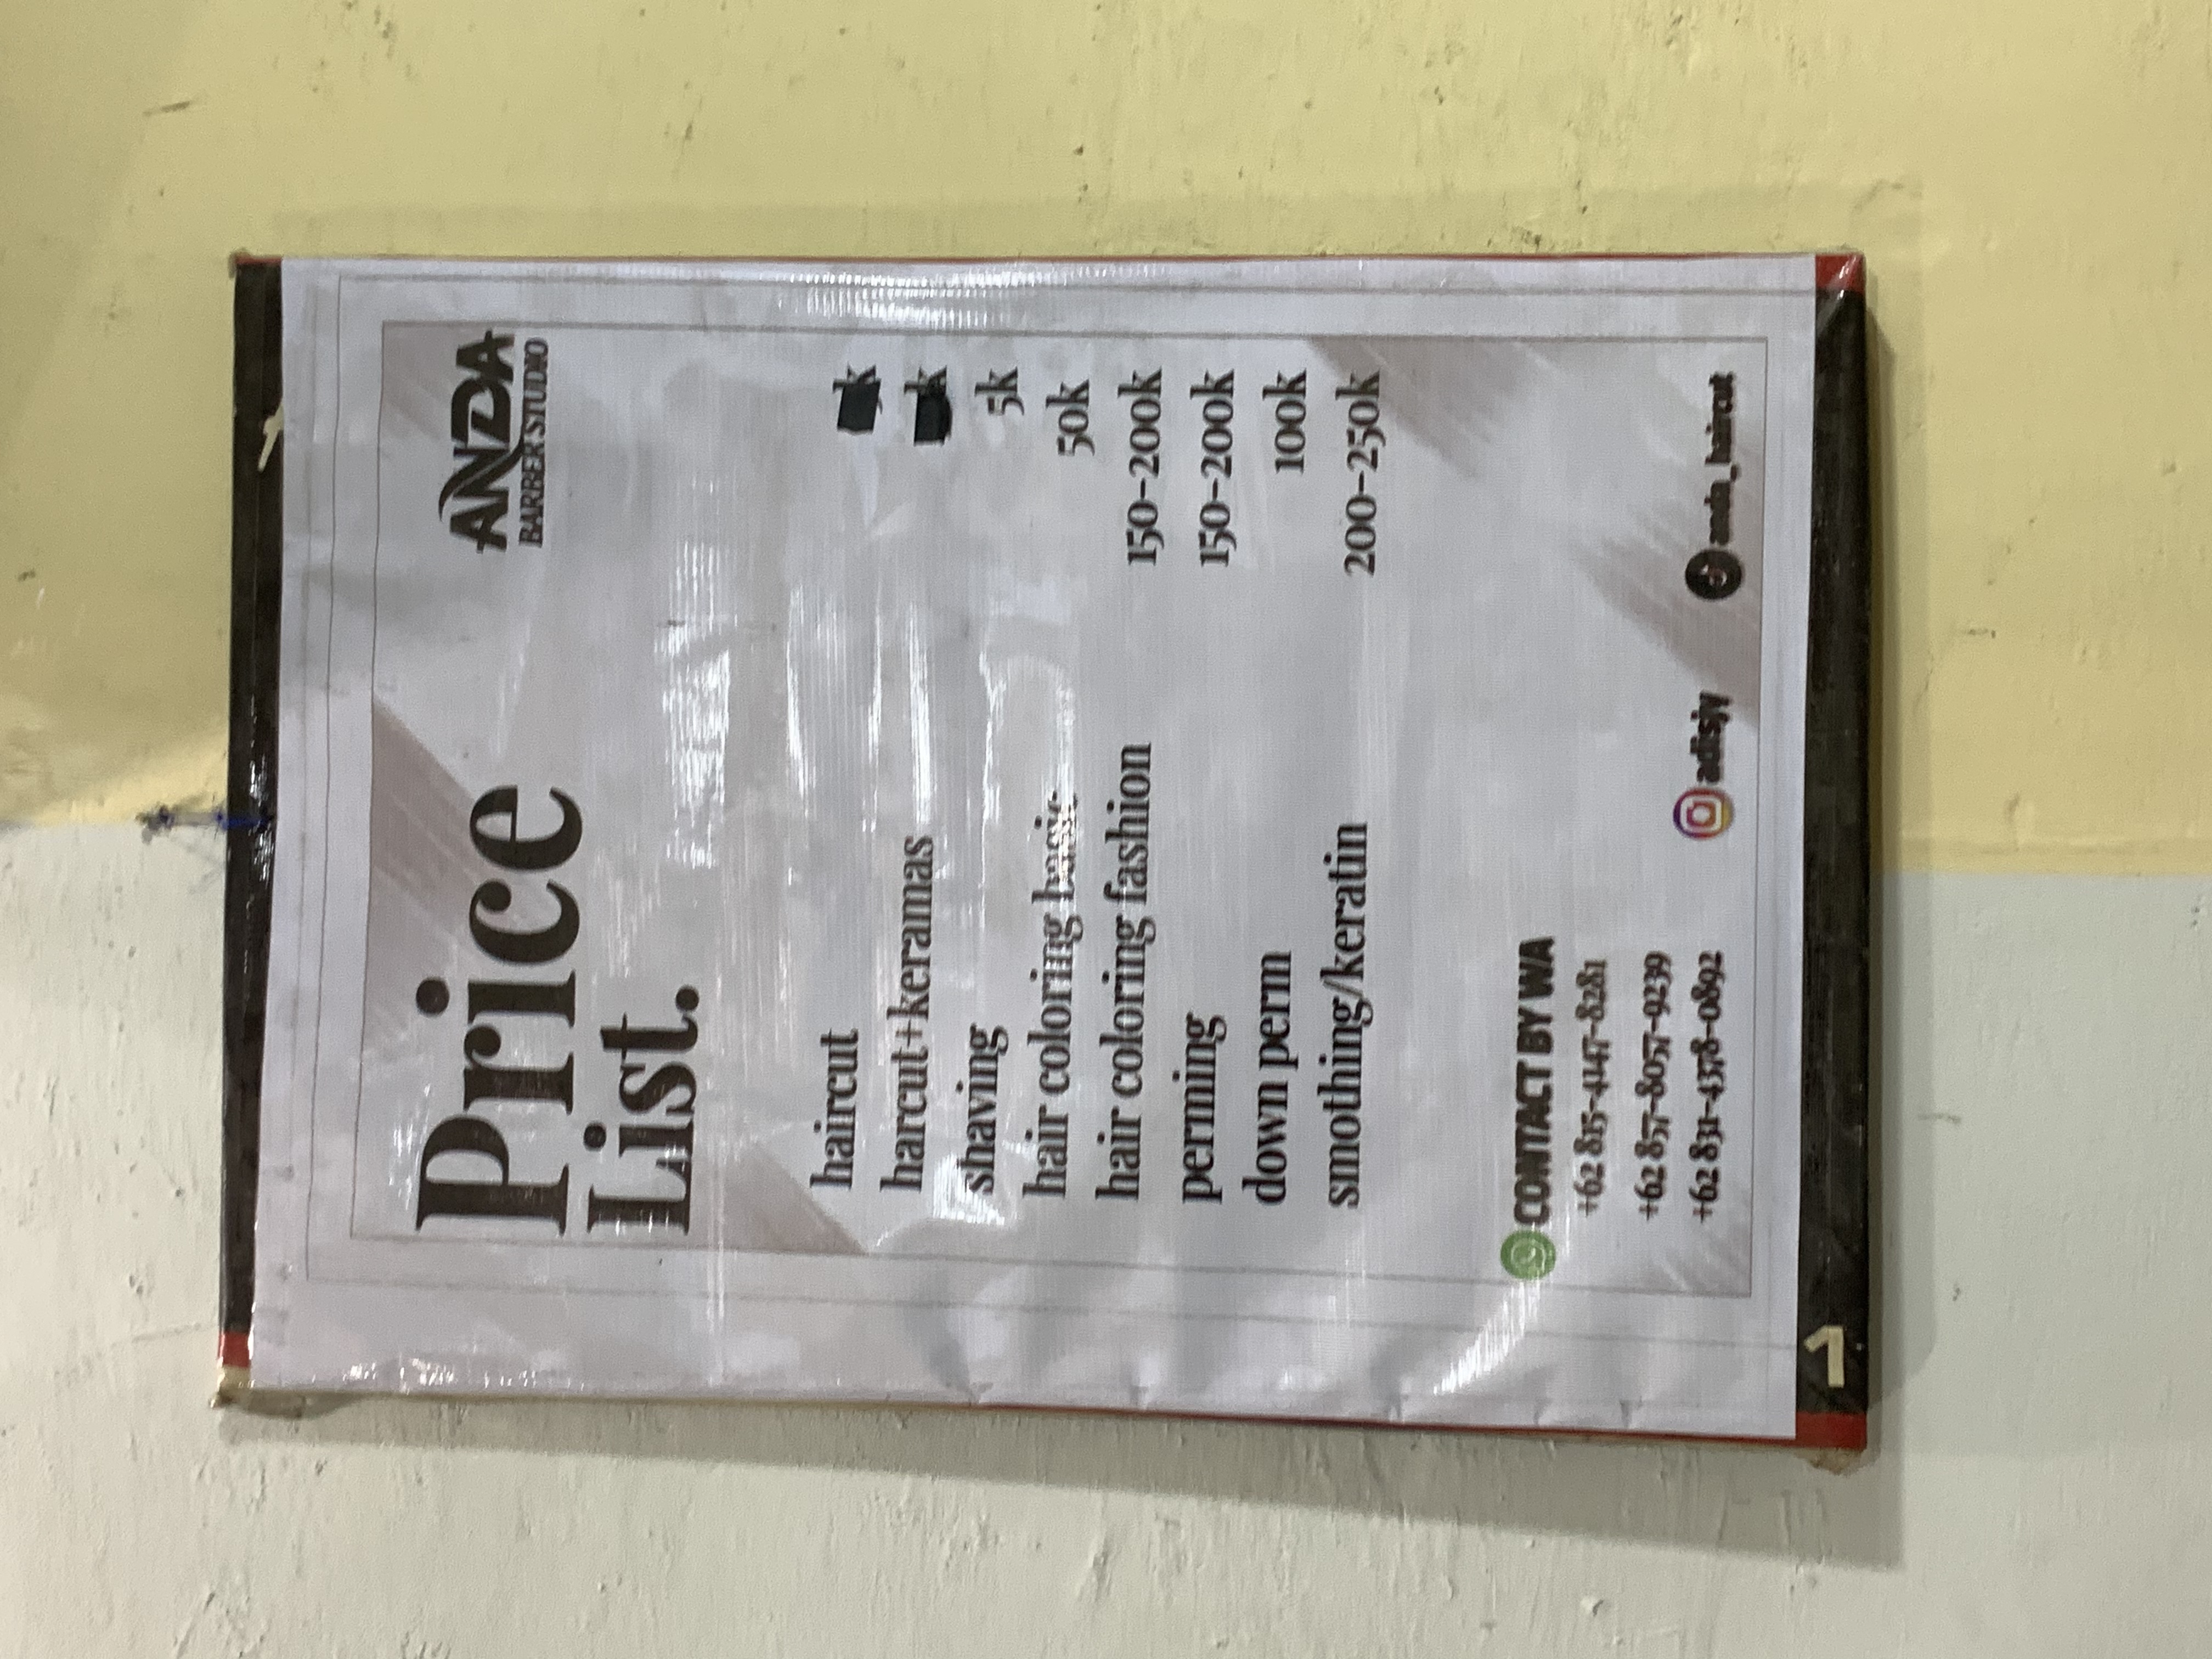 Price
List.
ANDA
BARBER STUDIO
haircut k
harcut+keramas k
shaving 5k
hair coloring basic 50k
hair coloring fashion 150-200k
perming 150-200k
down perm 100k
smothing/keratin 200-250k
CONTACT BY WA
+62 815-4147-8281
+62 857-8057-9239
+62 831-4378-0892
adisjy
anda_haircut